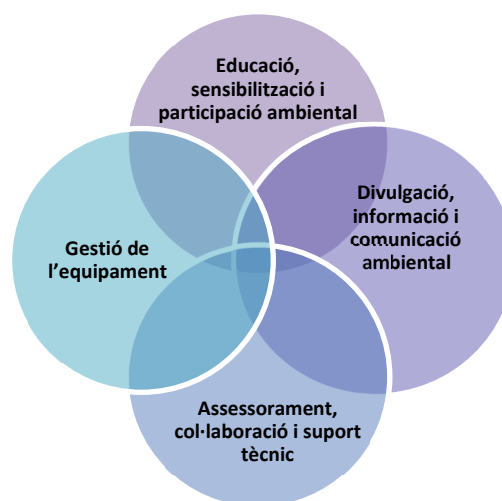 Educació,
sensibilització i
participació ambiental
Divulgació,
informació i
comunicació
ambiental
Gestió de
l’equipament
Assessorament,
col·laboració i suport
tècnic